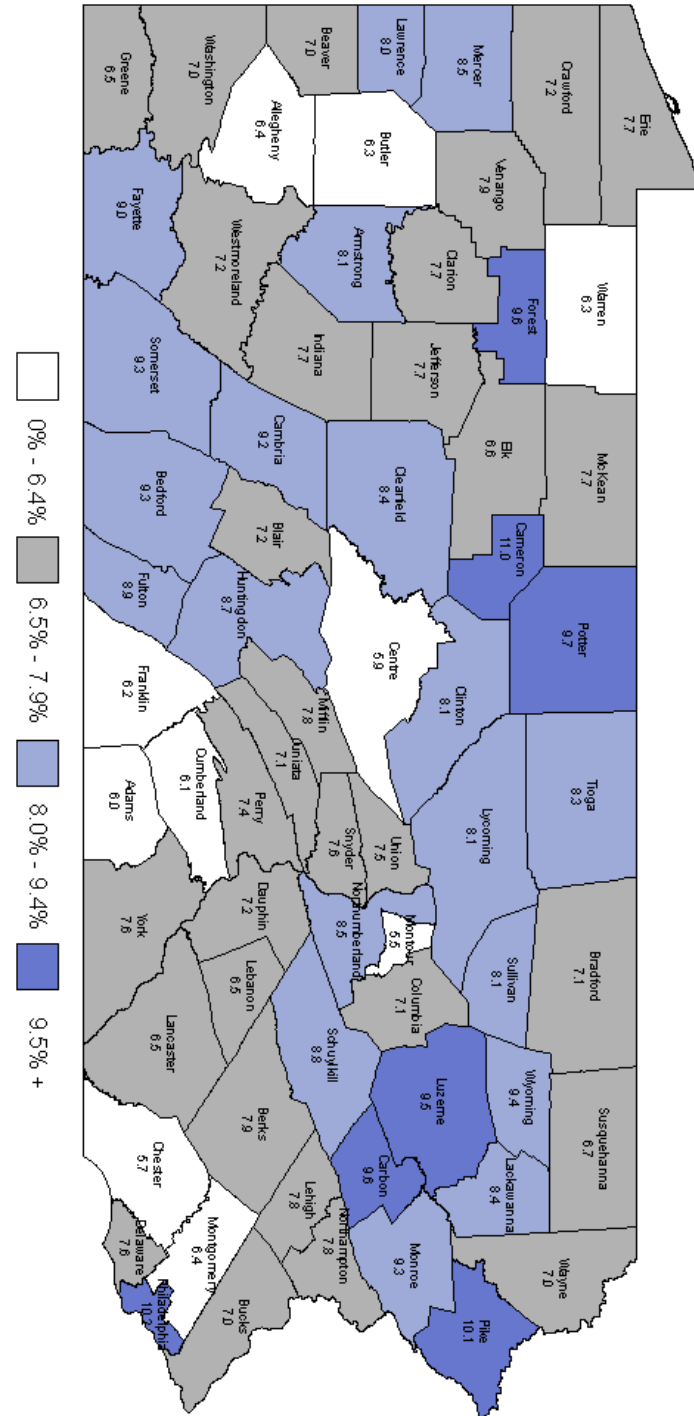 Erie
7.7
Crawford
7.2
Mercer
8.5
Lawrence
8.0
Beaver
7.0
Washington
7.0
Greene
6.5
Warren
6.3
Venango
7.9
Butler
6.3
Allegheny
6.4
Forest
9.6
Clarion
7.7
Armstrong
8.1
Westmoreland
7.2
Fayette
9.0
McKean
7.7
Elk
6.6
Jefferson
7.7
Indiana
7.7
Somerset
9.3
Cameron
11.0
Clearfield
8.4
Cambria
9.2
Blair
7.2
Bedford
9.3
Potter
9.7
Clinton
8.1
Centre
5.9
Huntingdon
8.7
Fulton
8.9
Franklin
6.2
Tioga
8.3
Lycoming
8.1
Mifflin
7.8
Juniata
7.1
Perry
7.4
Cumberland
6.1
Adams
6.0
Union
7.5
Snyder
7.6
Bradford
7.1
Sullivan
8.1
Montour
5.5
Northumberland
8.5
Columbia
7.1
Dauphin
7.2
Lebanon
6.5
York
7.6
Lancaster
6.5
Susquehanna
6.7
Wyoming
9.4
Lackawanna
8.4
Luzerne
9.5
Schuylkill
8.8
Carbon
9.6
Berks
7.9
Chester
5.7
Wayne
7.0
Pike
10.1
Monroe
9.3
Northampton
7.8
Lehigh
7.8
Bucks
7.0
Montgomery
6.4
Delaware
7.6
Philadelphia
10.2
0% - 6.4% 6.5% - 7.9% 8.0% - 9.4% 9.5% +